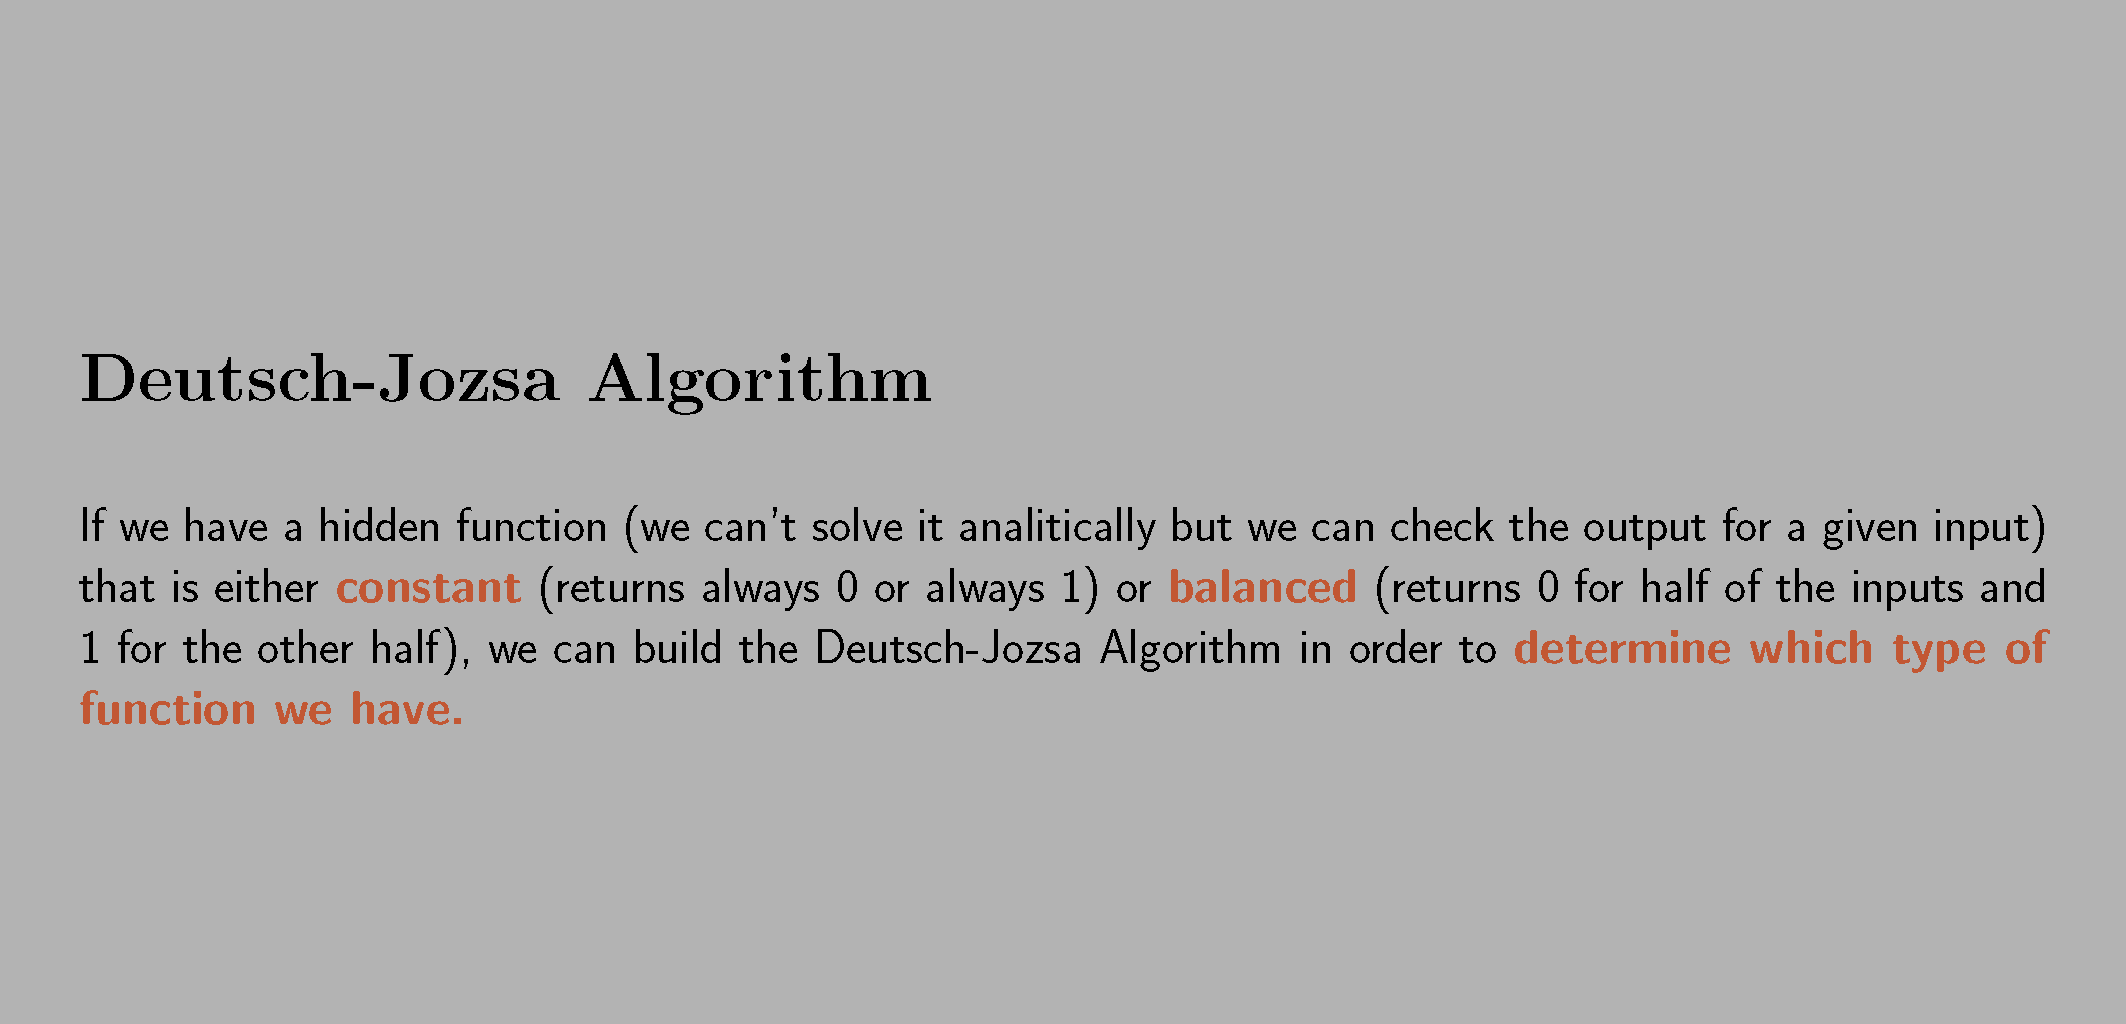 Deutsch-Jozsa Algorithm
If we have a hidden function (we can't solve it analitically but we can check the output for a given input)
that is either constant (returns always 0 or always 1) or balanced (returns 0 for half of the inputs and
1 for the other half), we can build the Deutsch-Jozsa Algorithm in order to determine which type of
function we have.